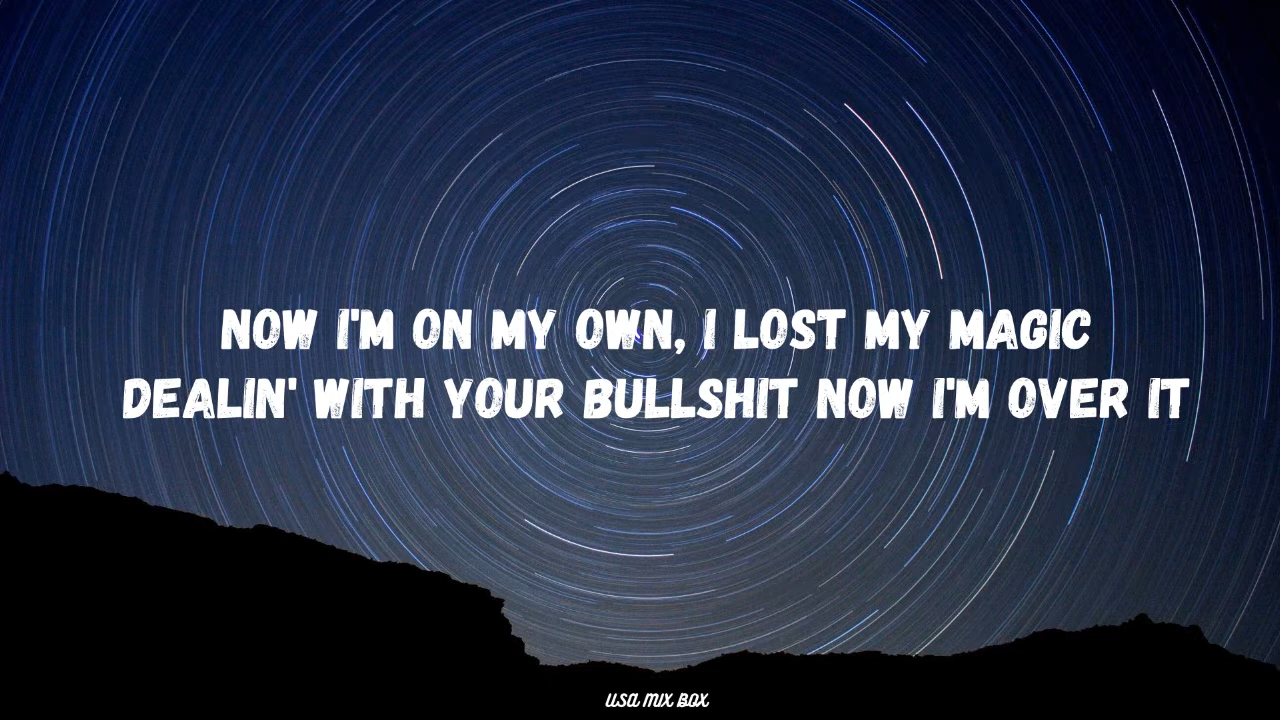 NOW I'M ON MY OWN, I LOST MY MAGIC
DEALIN' WITH YOUR BULLSHIT NOW I'M OVER IT
USA MIX BOX